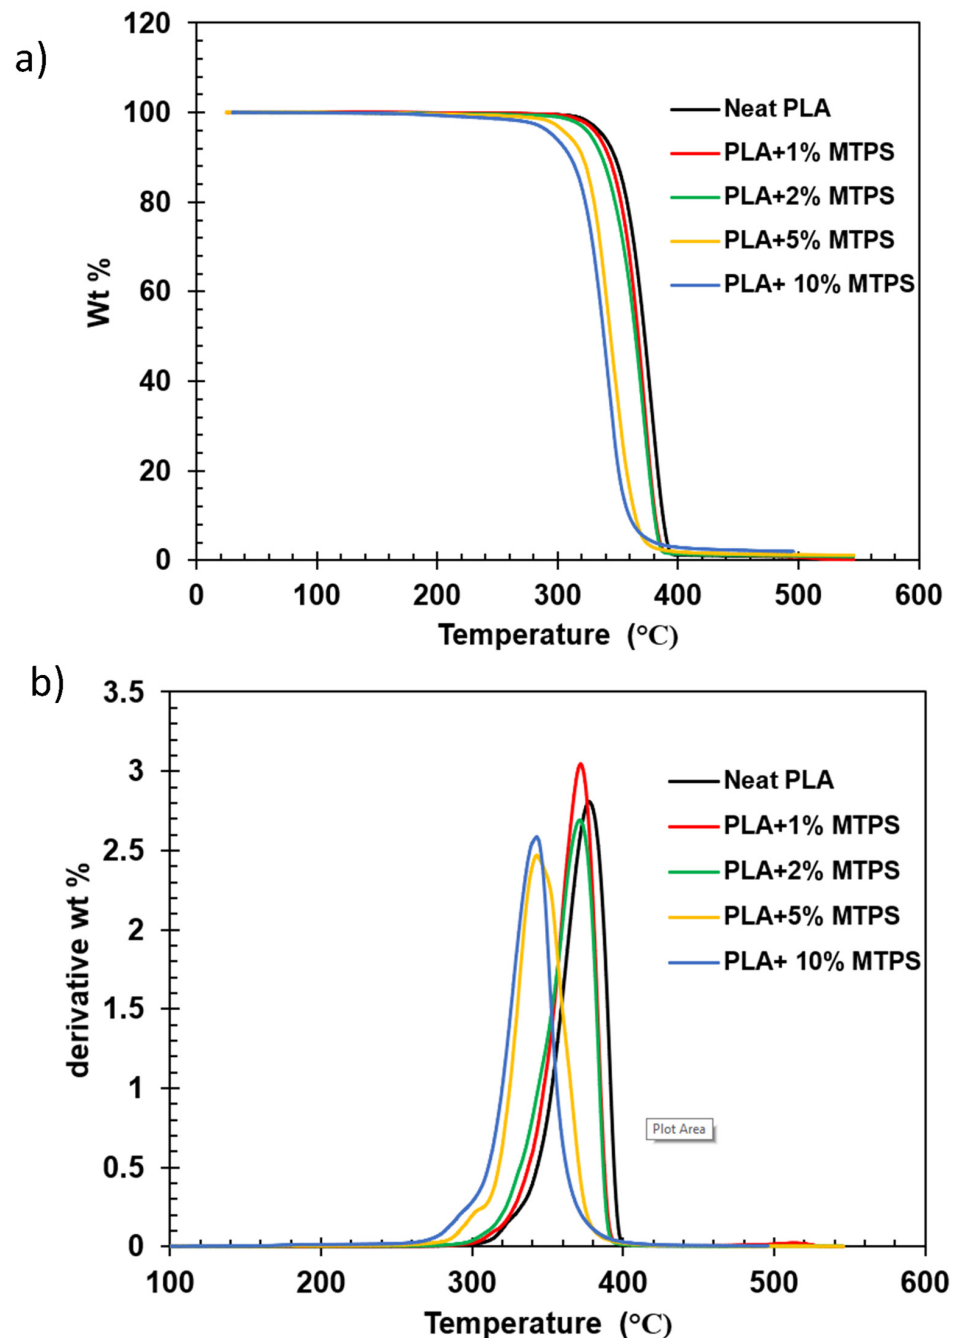 a)
120
100
80
60
40
20
0
Wt %
Neat PLA
PLA+1% MTPS
PLA+2% MTPS
PLA+5% MTPS
PLA+ 10% MTPS
0 100 200 300 400 500 600
Temperature (°C)
b)
3.5
3
2.5
2
1.5
1
0.5
0
derivative wt %
Neat PLA
PLA+1% MTPS
PLA+2% MTPS
PLA+5% MTPS
PLA+ 10% MTPS
Plot Area
100 200 300 400 500 600
Temperature (°C)